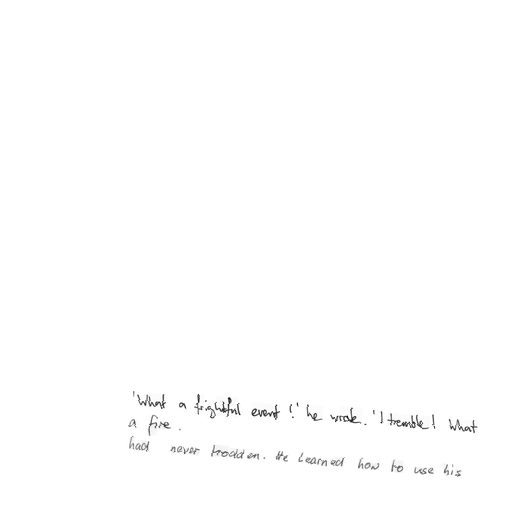 'What a frightful event!' he wrote. 'I tremble! What
a fire.
had never trodden. He learned how to use his